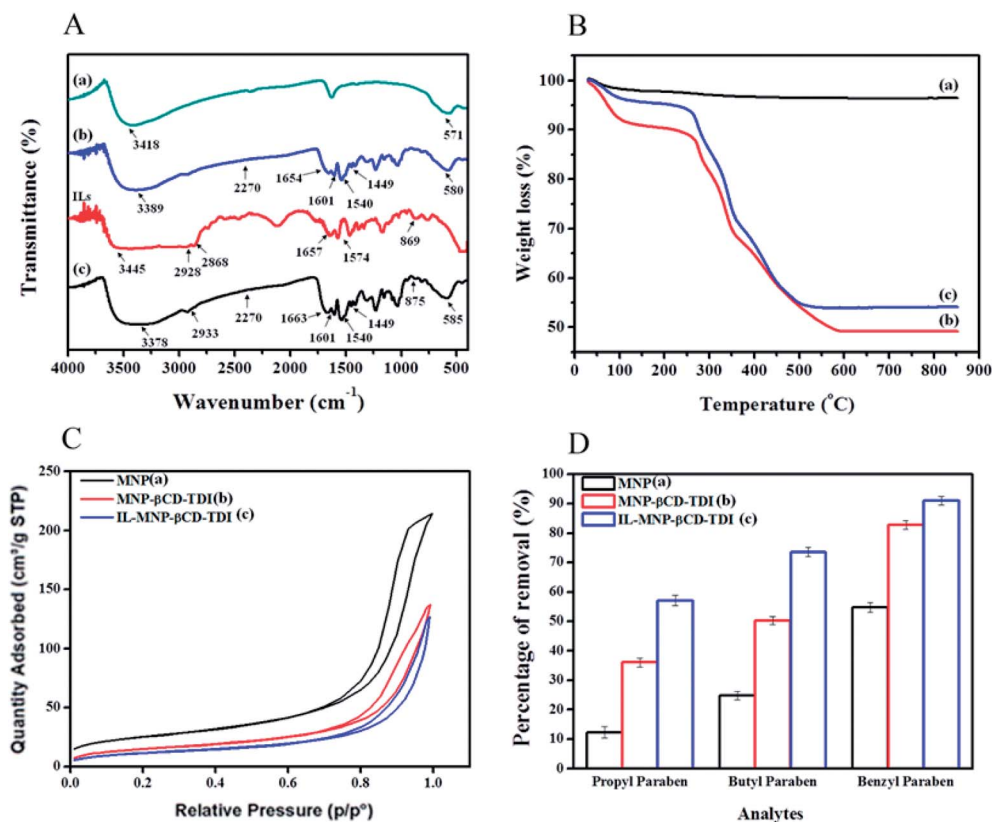 A
(a)
3418
571
(b)
3389
2270
1654
1601
1540
1449
580
ILs
3445
2928
2868
1657
1574
869
(c)
3378
2933
2270
1663
1601
1540
1449
875
585
4000 3500 3000 2500 2000 1500 1000 500
Wavenumber (cm⁻¹)
Transmittance (%)
B
100
90
80
70
60
50
(a)
(c)
(b)
0 100 200 300 400 500 600 700 800 900
Temperature (°C)
Weight loss (%)
C
250
200
150
100
50
0
MNP(a)
MNP-βCD-TDI(b)
IL-MNP-βCD-TDI (c)
0.0 0.2 0.4 0.6 0.8 1.0
Relative Pressure (p/p°)
Quantity Adsorbed (cm³/g STP)
D
100
90
80
70
60
50
40
30
20
10
0
MNP(a)
MNP-βCD-TDI (b)
IL-MNP-βCD-TDI (c)
Propyl Paraben Butyl Paraben Benzyl Paraben
Analytes
Percentage of removal (%)